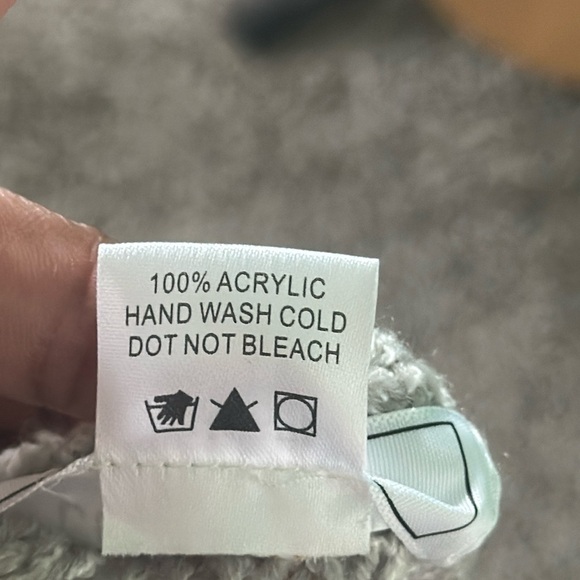 100% ACRYLIC
HAND WASH COLD
DOT NOT BLEACH